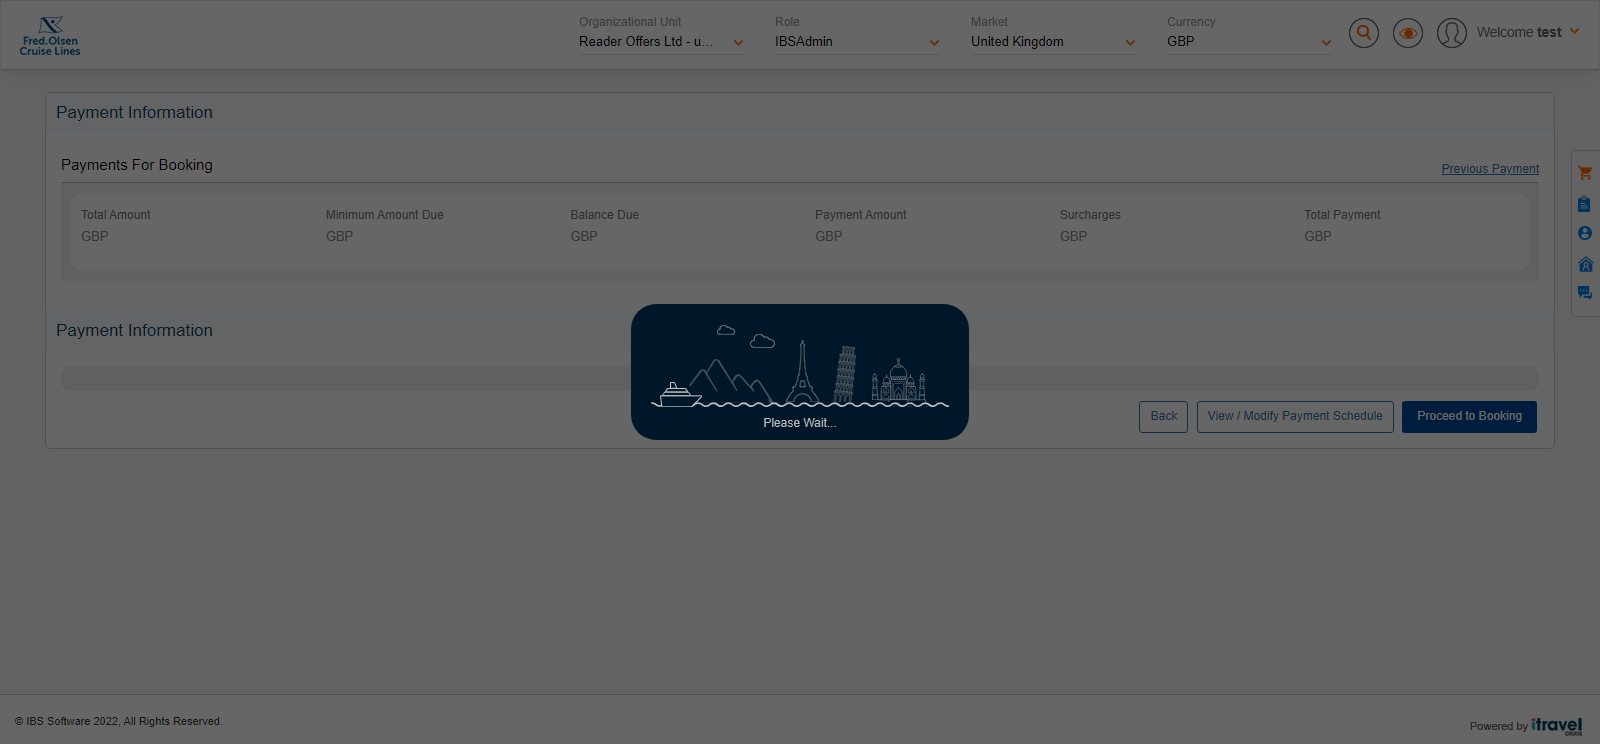 Fred.Olsen
Cruise Lines
Organizational Unit
Reader Offers Ltd - u...
Role
IBSAdmin
Market
United Kingdom
Currency
GBP
Welcome test
Payment Information
Payments For Booking
Previous Payment
Total Amount
Minimum Amount Due
Balance Due
Payment Amount
Surcharges
Total Payment
GBP
GBP
GBP
GBP
GBP
GBP
Payment Information
Please Wait...
Back
View / Modify Payment Schedule
Proceed to Booking
© IBS Software 2022, All Rights Reserved.
Powered by itravel
CRUISE